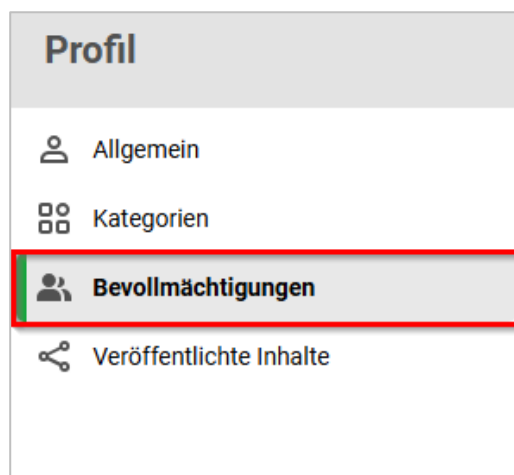 Profil
Allgemein
Kategorien
Bevollmächtigungen
Veröffentlichte Inhalte